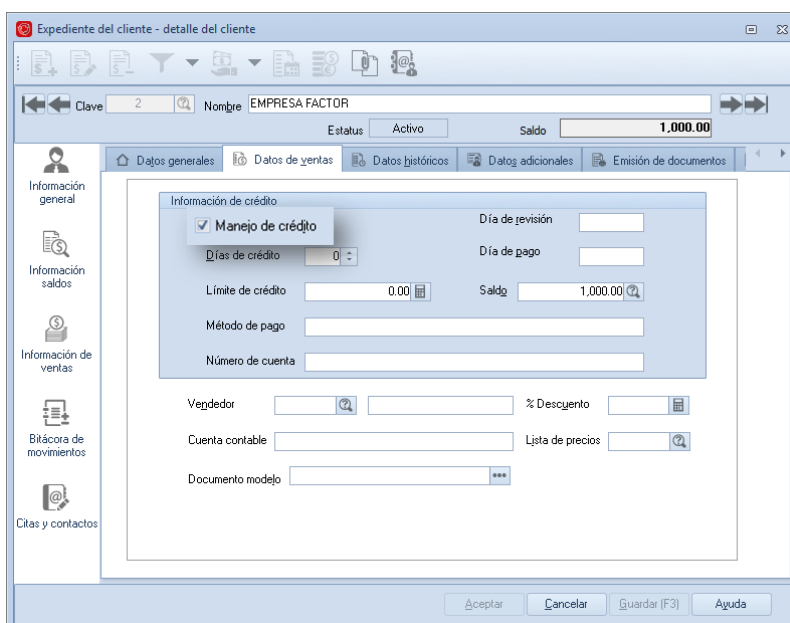 Expediente del cliente - detalle del cliente
Clave 2 Nombre EMPRESA FACTOR
Estatus Activo Saldo 1,000.00
Información general
Información saldos
Información de ventas
Bitácora de movimientos
Citas y contactos
Datos generales Datos de ventas Datos históricos Datos adicionales Emisión de documentos
Información de crédito
Manejo de crédito Día de revisión
Días de crédito 0 Día de pago
Límite de crédito 0.00 Saldo 1,000.00
Método de pago
Número de cuenta
Vendedor % Descuento
Cuenta contable Lista de precios
Documento modelo
Aceptar Cancelar Guardar (F3) Ayuda